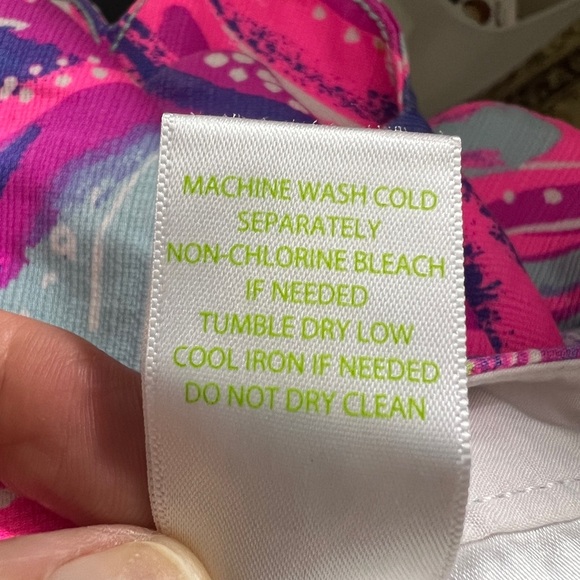 MACHINE WASH COLD
SEPARATELY
NON-CHLORINE BLEACH
IF NEEDED
TUMBLE DRY LOW
COOL IRON IF NEEDED
DO NOT DRY CLEAN